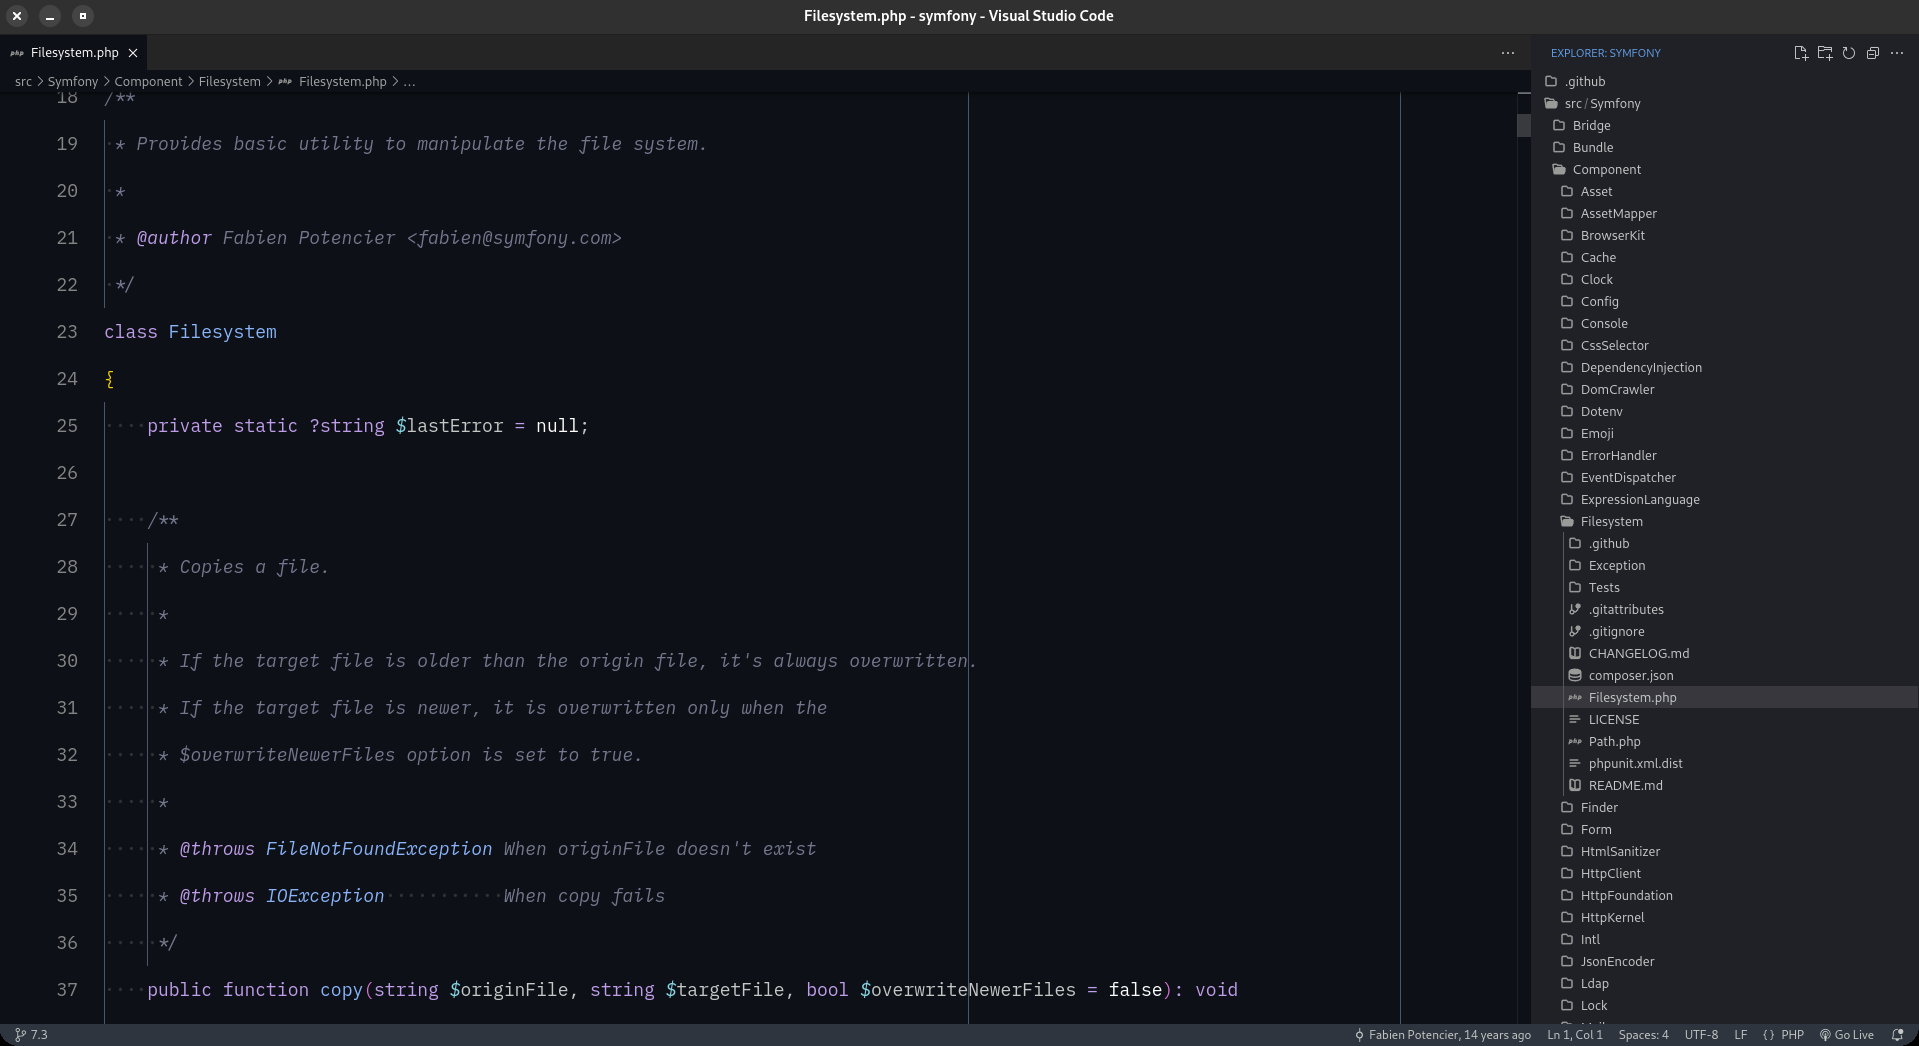 Filesystem.php - symfony - Visual Studio Code
php Filesystem.php
src > Symfony > Component > Filesystem > php Filesystem.php > ...
18 /**
19  * Provides basic utility to manipulate the file system.
20  *
21  * @author Fabien Potencier <fabien@symfony.com>
22  */
23 class Filesystem
24 {
25     private static ?string $lastError = null;
26
27     /**
28      * Copies a file.
29      *
30      * If the target file is older than the origin file, it's always overwritten.
31      * If the target file is newer, it is overwritten only when the
32      * $overwriteNewerFiles option is set to true.
33      *
34      * @throws FileNotFoundException When originFile doesn't exist
35      * @throws IOException           When copy fails
36      */
37     public function copy(string $originFile, string $targetFile, bool $overwriteNewerFiles = false): void
EXPLORER: SYMFONY
.github
src / Symfony
Bridge
Bundle
Component
Asset
AssetMapper
BrowserKit
Cache
Clock
Config
Console
CssSelector
DependencyInjection
DomCrawler
Dotenv
Emoji
ErrorHandler
EventDispatcher
ExpressionLanguage
Filesystem
.github
Exception
Tests
.gitattributes
.gitignore
CHANGELOG.md
composer.json
php Filesystem.php
LICENSE
php Path.php
phpunit.xml.dist
README.md
Finder
Form
HtmlSanitizer
HttpClient
HttpFoundation
HttpKernel
Intl
JsonEncoder
Ldap
Lock
7.3
Fabien Potencier, 14 years ago
Ln 1, Col 1
Spaces: 4
UTF-8
LF
{ } PHP
Go Live